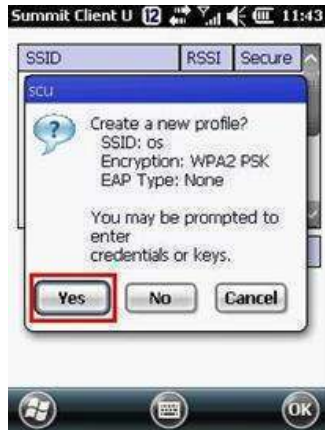 Summit Client U 12 11:43
SSID RSSI Secure
scu
Create a new profile?
SSID: os
Encryption: WPA2 PSK
EAP Type: None
You may be prompted to
enter
credentials or keys.
Yes No Cancel
OK